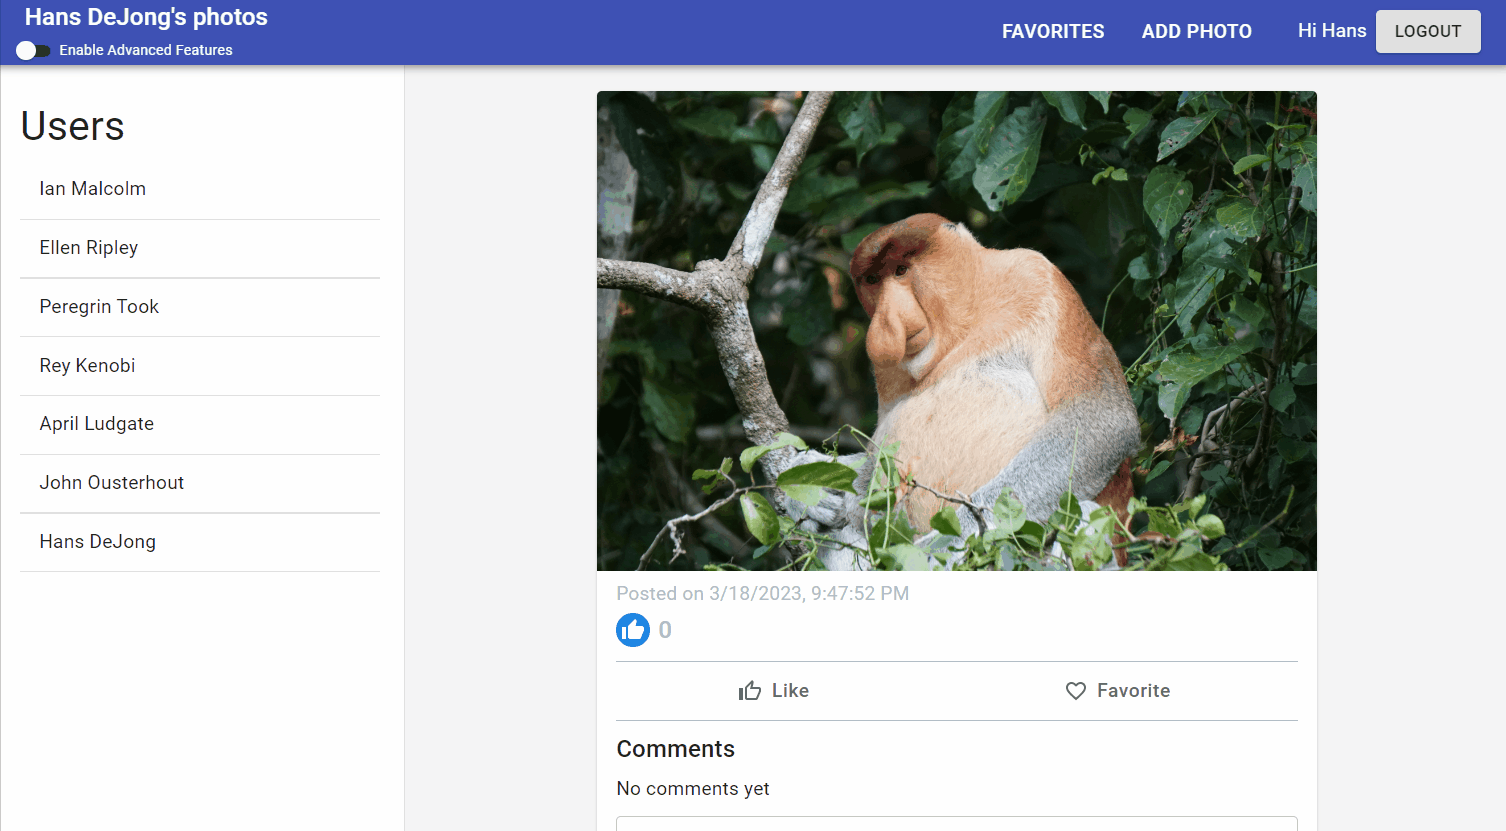 Hans DeJong's photos
Enable Advanced Features
FAVORITES
ADD PHOTO
Hi Hans
LOGOUT
Users
Ian Malcolm
Ellen Ripley
Peregrin Took
Rey Kenobi
April Ludgate
John Ousterhout
Hans DeJong
Posted on 3/18/2023, 9:47:52 PM
0
Like
Favorite
Comments
No comments yet